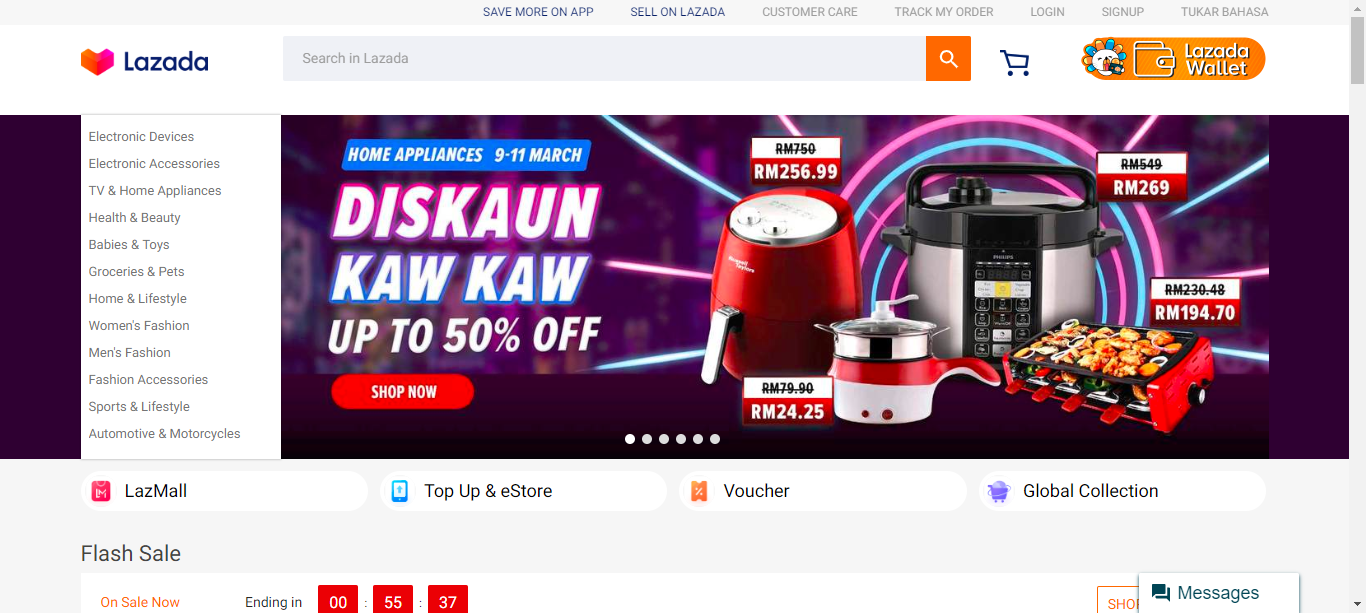 SAVE MORE ON APP
SELL ON LAZADA
CUSTOMER CARE
TRACK MY ORDER
LOGIN
SIGNUP
TUKAR BAHASA
Lazada
Search in Lazada
Lazada
Wallet
Electronic Devices
Electronic Accessories
TV & Home Appliances
Health & Beauty
Babies & Toys
Groceries & Pets
Home & Lifestyle
Women's Fashion
Men's Fashion
Fashion Accessories
Sports & Lifestyle
Automotive & Motorcycles
HOME APPLIANCES 9-11 MARCH
DISKAUN
KAW KAW
UP TO 50% OFF
SHOP NOW
RM750
RM256.99
RM549
RM269
RM230.48
RM194.70
RM79.90
RM24.25
PHILIPS
LazMall
Top Up & eStore
Voucher
Global Collection
Flash Sale
On Sale Now
Ending in
00 : 55 : 37
Messages